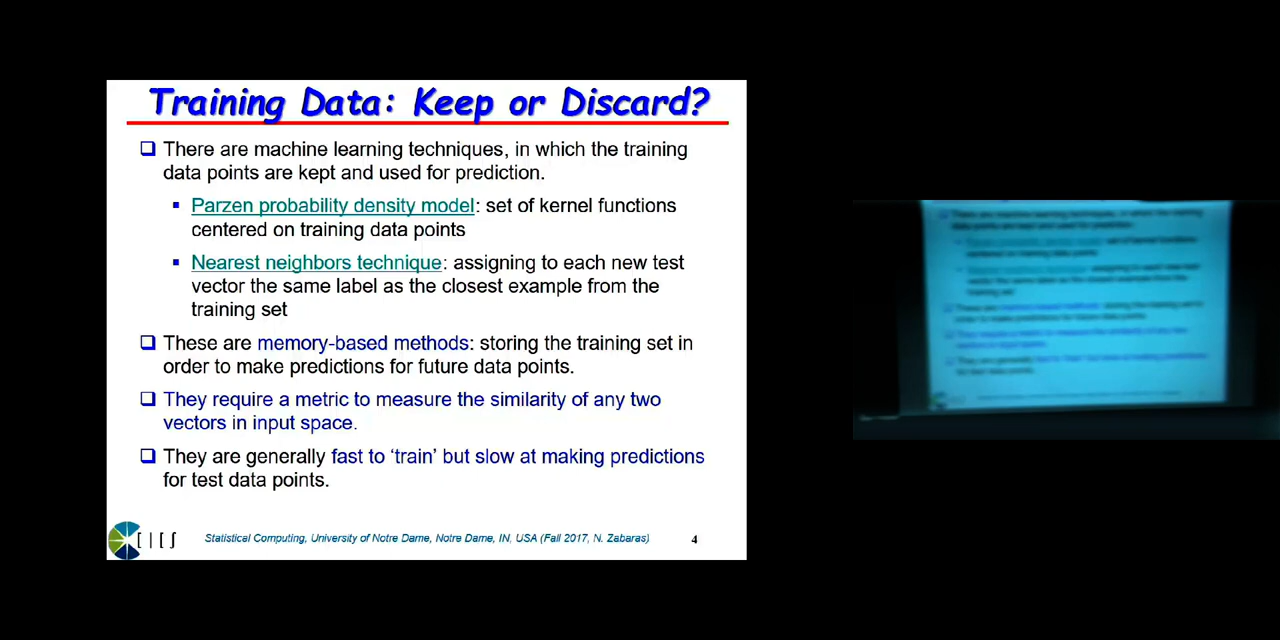 Training Data: Keep or Discard?
There are machine learning techniques, in which the training
data points are kept and used for prediction.
Parzen probability density model: set of kernel functions
centered on training data points
Nearest neighbors technique: assigning to each new test
vector the same label as the closest example from the
training set
These are memory-based methods: storing the training set in
order to make predictions for future data points.
They require a metric to measure the similarity of any two
vectors in input space.
They are generally fast to ‘train’ but slow at making predictions
for test data points.
Statistical Computing, University of Notre Dame, Notre Dame, IN, USA (Fall 2017, N. Zabaras)
4